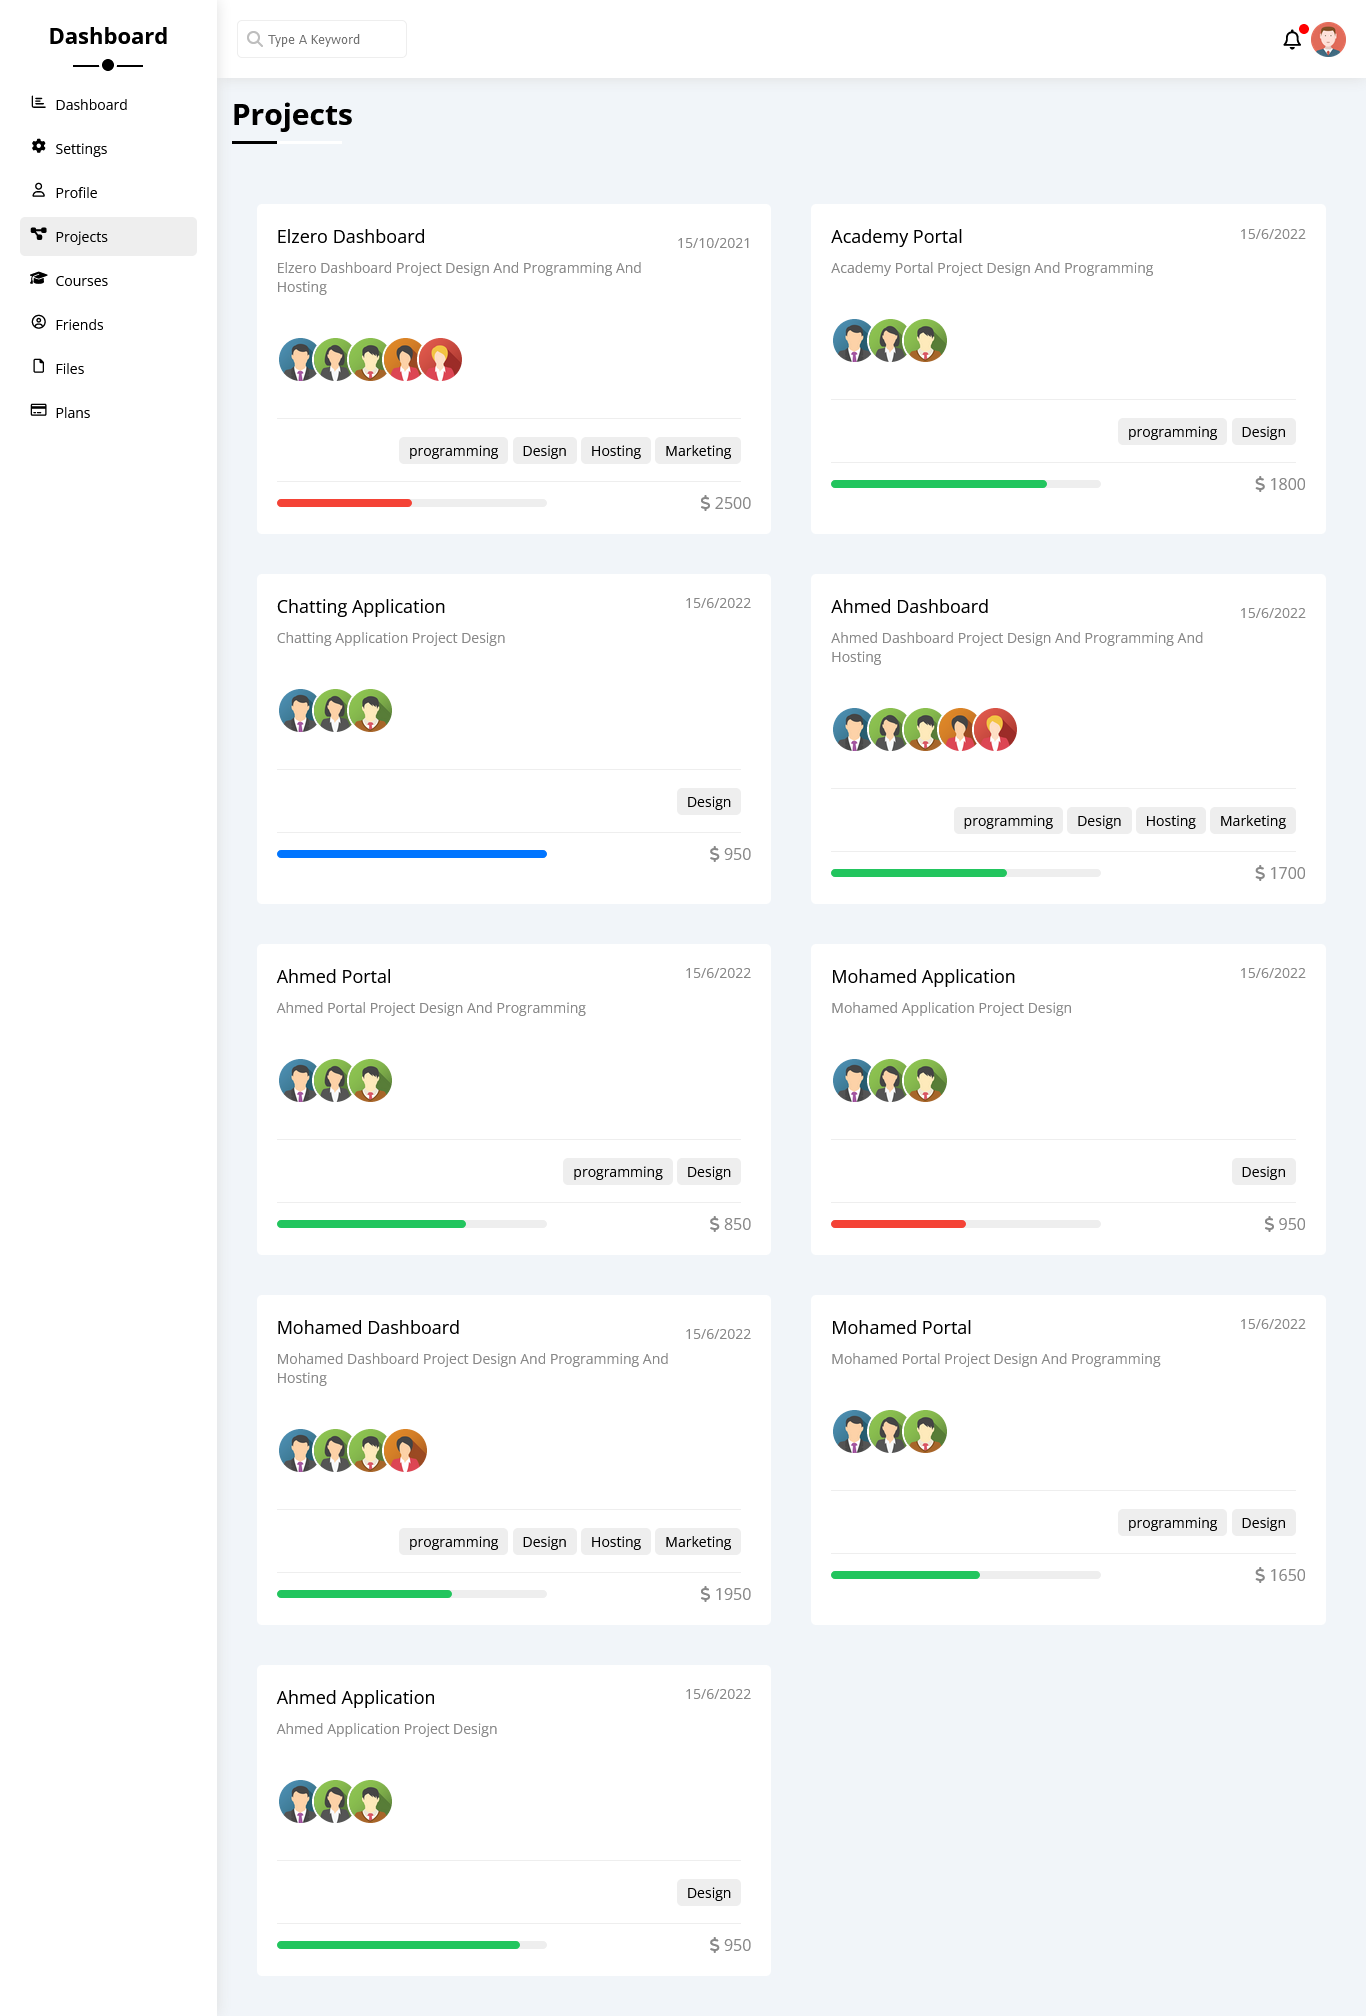 Dashboard
Dashboard
Settings
Profile
Projects
Courses
Friends
Files
Plans
Type A Keyword
Projects
Elzero Dashboard
15/10/2021
Elzero Dashboard Project Design And Programming And
Hosting
programming Design Hosting Marketing
$ 2500
Academy Portal
15/6/2022
Academy Portal Project Design And Programming
programming Design
$ 1800
Chatting Application
15/6/2022
Chatting Application Project Design
Design
$ 950
Ahmed Dashboard
15/6/2022
Ahmed Dashboard Project Design And Programming And
Hosting
programming Design Hosting Marketing
$ 1700
Ahmed Portal
15/6/2022
Ahmed Portal Project Design And Programming
programming Design
$ 850
Mohamed Application
15/6/2022
Mohamed Application Project Design
Design
$ 950
Mohamed Dashboard
15/6/2022
Mohamed Dashboard Project Design And Programming And
Hosting
programming Design Hosting Marketing
$ 1950
Mohamed Portal
15/6/2022
Mohamed Portal Project Design And Programming
programming Design
$ 1650
Ahmed Application
15/6/2022
Ahmed Application Project Design
Design
$ 950